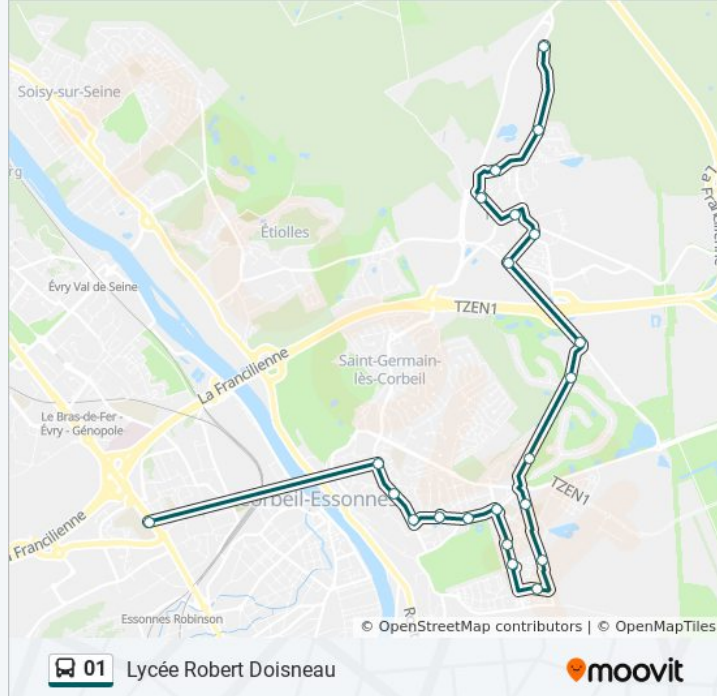 Soisy-sur-Seine
La Francilienne
Étiolles
Évry Val de Seine
TZEN1
La Francilienne
Saint-Germain-
lès-Corbeil
Le Bras-de-Fer -
Évry - Génopole
TZEN1
Corbeil-Essonnes
Francilienne
Essonnes Robinson
© OpenStreetMap contributors | © OpenMapTiles
01 Lycée Robert Doisneau
moovit